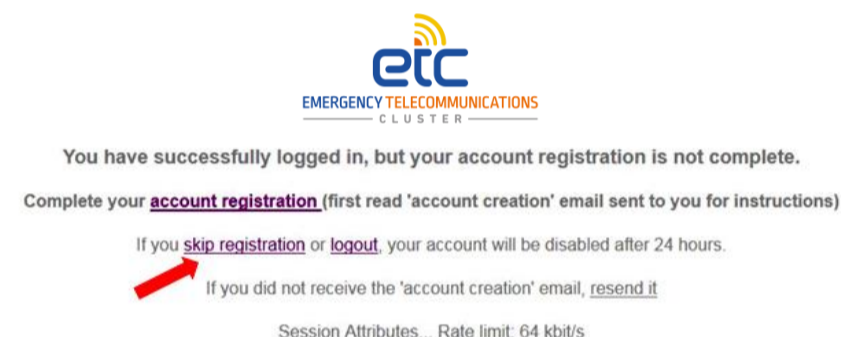 etc
EMERGENCY TELECOMMUNICATIONS
CLUSTER
You have successfully logged in, but your account registration is not complete.
Complete your account registration (first read 'account creation' email sent to you for instructions)
If you skip registration or logout, your account will be disabled after 24 hours.
If you did not receive the 'account creation' email, resend it
Session Attributes... Rate limit: 64 kbit/s